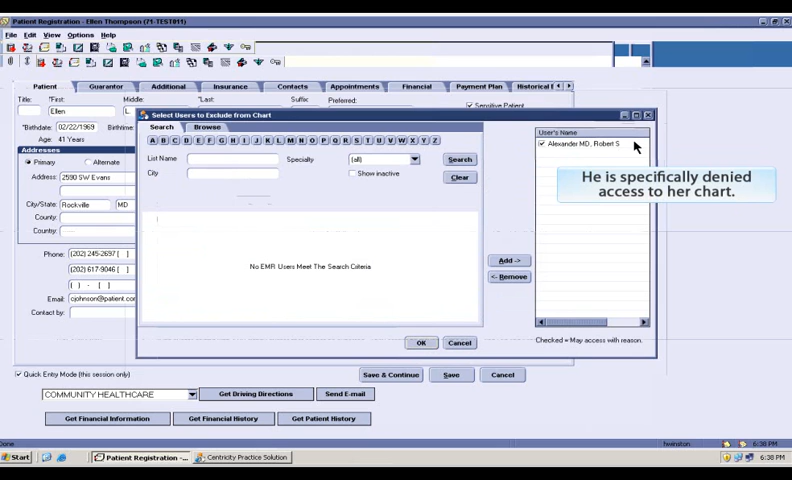 Patient Registration - Ellen Thompson (71-TEST811)
File Edit View Options Help
Patient Guarantor Additional Insurance Contacts Appointments Financial Payment Plan Historical
Title: *First: Middle: *Last: Suffix: Preferred:
Sensitive Patient
Ellen L.
*Birthdate: 02/22/1969 Birthtime:
Age: 41 Years
Addresses
Primary Alternate
Address: 2590 SW Evans
City/State: Rockville MD
County:
Country:
Phone: (202) 245-2697 ( )
(202) 617-9046 ( )
( ) - ( )
Email: cjohnson@patient.com
Contact by:
Select Users to Exclude from Chart
Search Browse
A B C D E F G H I J K L M N O P Q R S T U V W X Y Z
List Name Specialty (all) Search
City Show inactive Clear
No EMR Users Meet The Search Criteria
Add ->
<- Remove
User's Name
Alexander MD, Robert S
He is specifically denied
access to her chart.
OK Cancel
Checked = May access with reason.
Quick Entry Mode (this session only)
Save & Continue Save Cancel
COMMUNITY HEALTHCARE Get Driving Directions Send E-mail
Get Financial Information Get Financial History Get Patient History
Done hwinston 6:38 PM
Start Patient Registration -... Centricity Practice Solution 6:38 PM